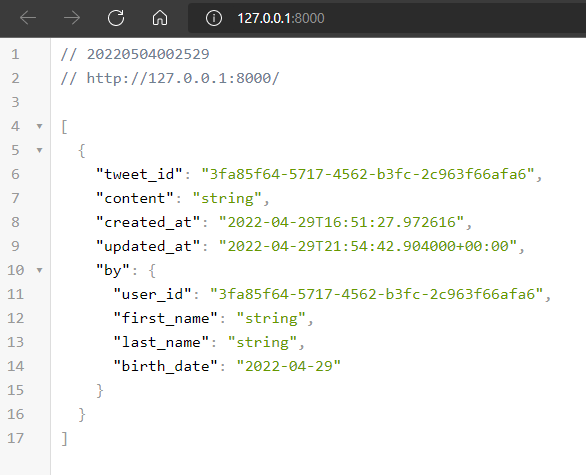 127.0.0.1:8000
1 // 20220504002529
2 // http://127.0.0.1:8000/
3
4 [
5 {
6 "tweet_id": "3fa85f64-5717-4562-b3fc-2c963f66afa6",
7 "content": "string",
8 "created_at": "2022-04-29T16:51:27.972616",
9 "updated_at": "2022-04-29T21:54:42.904000+00:00",
10 "by": {
11 "user_id": "3fa85f64-5717-4562-b3fc-2c963f66afa6",
12 "first_name": "string",
13 "last_name": "string",
14 "birth_date": "2022-04-29"
15 }
16 }
17 ]